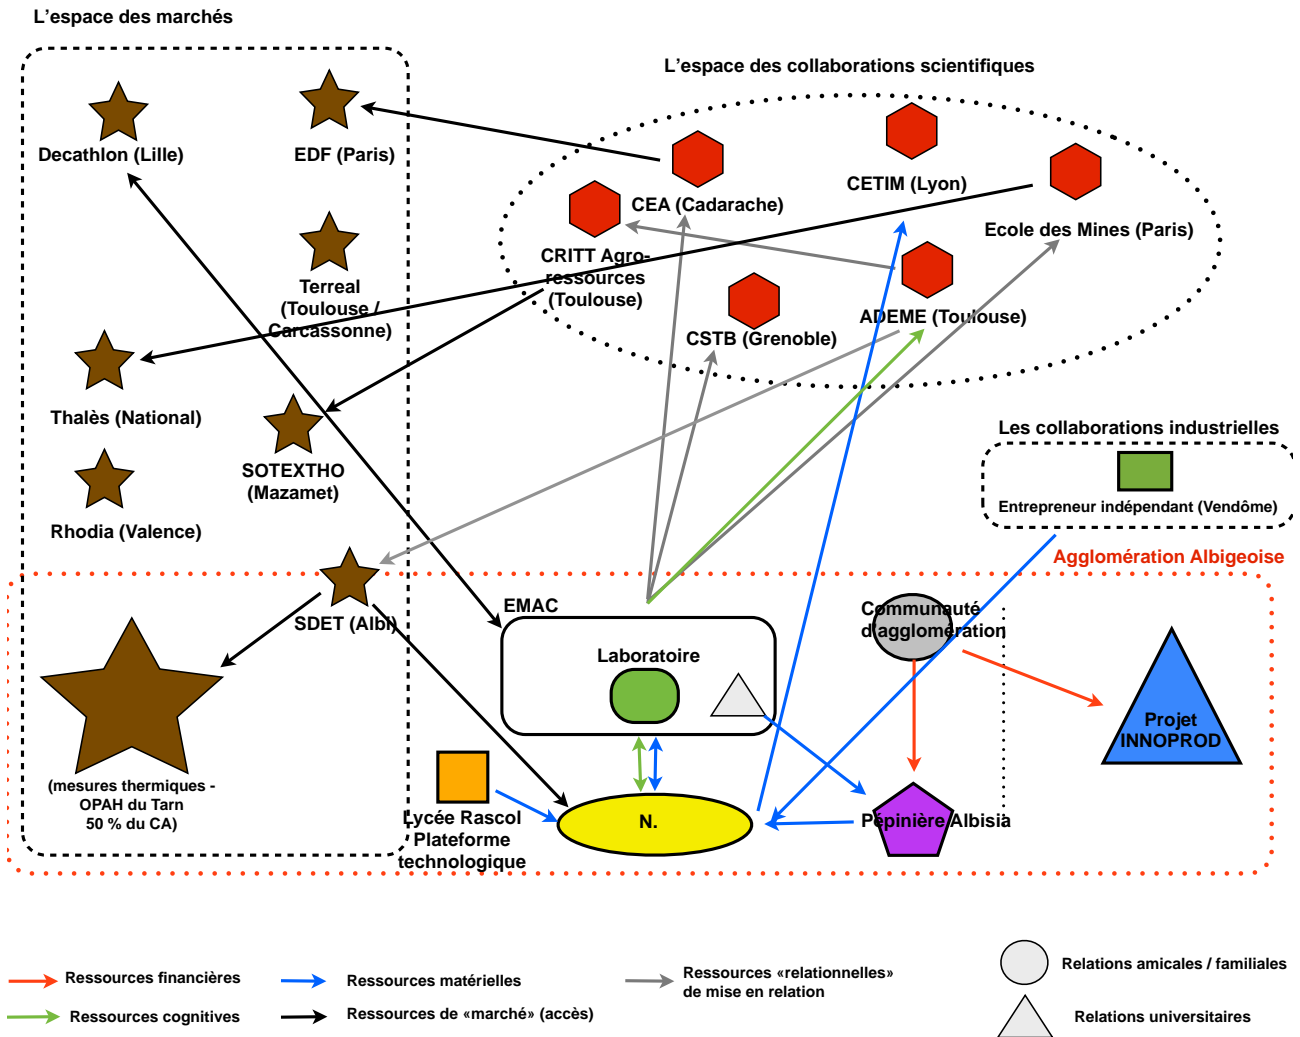 L'espace des marchés
L'espace des collaborations scientifiques
Decathlon (Lille)
EDF (Paris)
CETIM (Lyon)
CEA (Cadarache)
Ecole des Mines (Paris)
CRITT Agro-
ressources
(Toulouse)
Terreal
(Toulouse /
Carcassonne)
ADEME (Toulouse)
CSTB (Grenoble)
Thalès (National)
SOTEXTHO
(Mazamet)
Rhodia (Valence)
Les collaborations industrielles
Entrepreneur indépendant (Vendôme)
Agglomération Albigeoise
SDET (Albi)
EMAC
Communauté
d'agglomération
Laboratoire
Projet
INNOPROD
(mesures thermiques -
OPAH du Tarn
50 % du CA)
Lycée Rascol
Plateforme
technologique
N.
Pépinière Albisia
Ressources financières
Ressources matérielles
Ressources «relationnelles»
de mise en relation
Relations amicales / familiales
Ressources cognitives
Ressources de «marché» (accès)
Relations universitaires